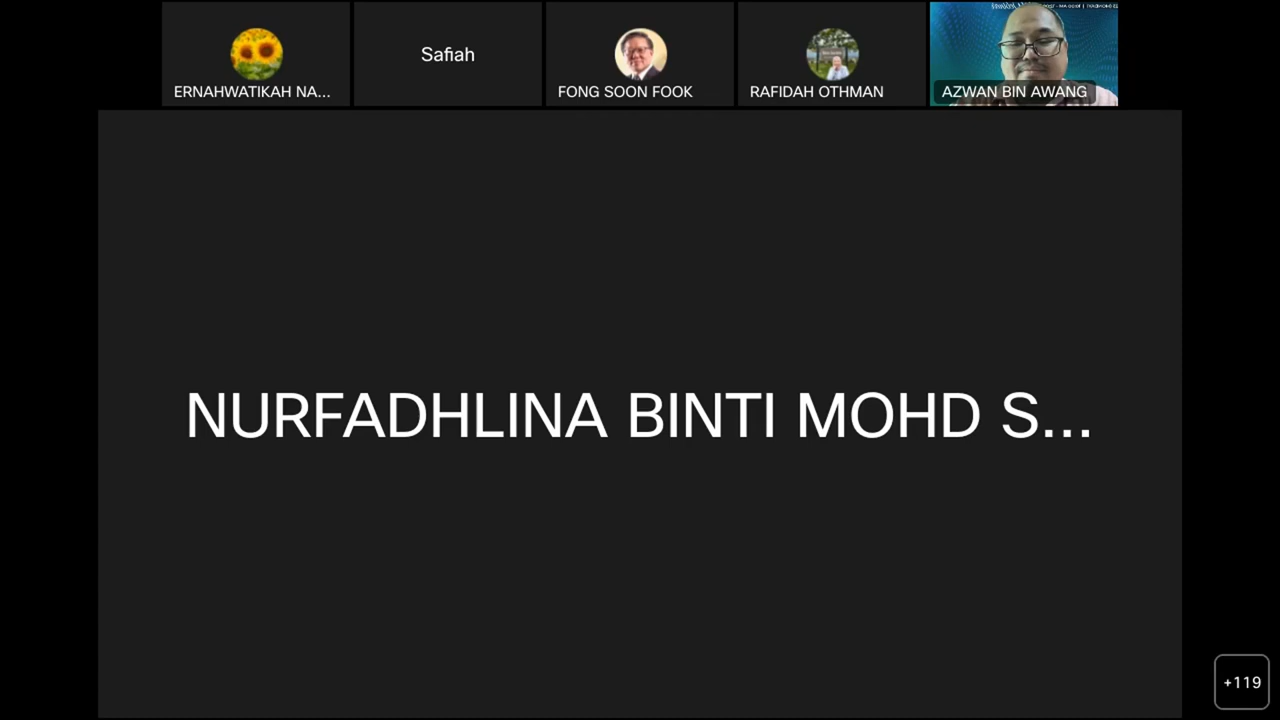 ERNAHWATIKAH NA...
Safiah
FONG SOON FOOK
RAFIDAH OTHMAN
AZWAN BIN AWANG
NURFADHLINA BINTI MOHD S...
+119